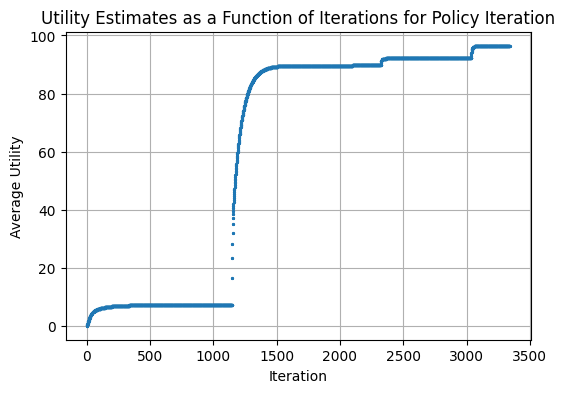 Utility Estimates as a Function of Iterations for Policy Iteration
100
80
60
40
20
0
Average Utility
0 500 1000 1500 2000 2500 3000 3500
Iteration